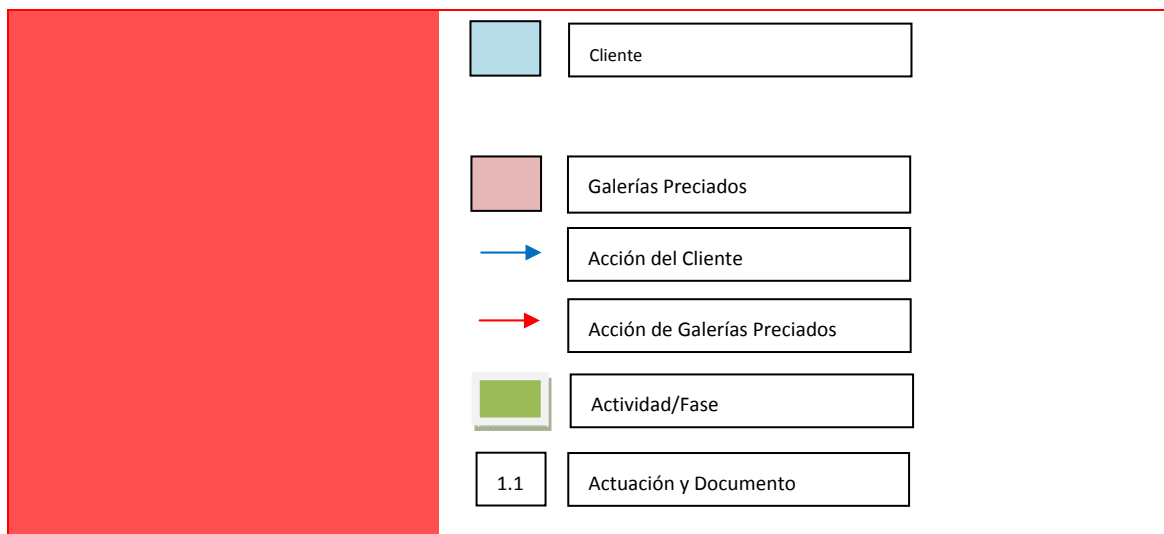 Cliente
Galerías Preciados
Acción del Cliente
Acción de Galerías Preciados
Actividad/Fase
1.1 Actuación y Documento